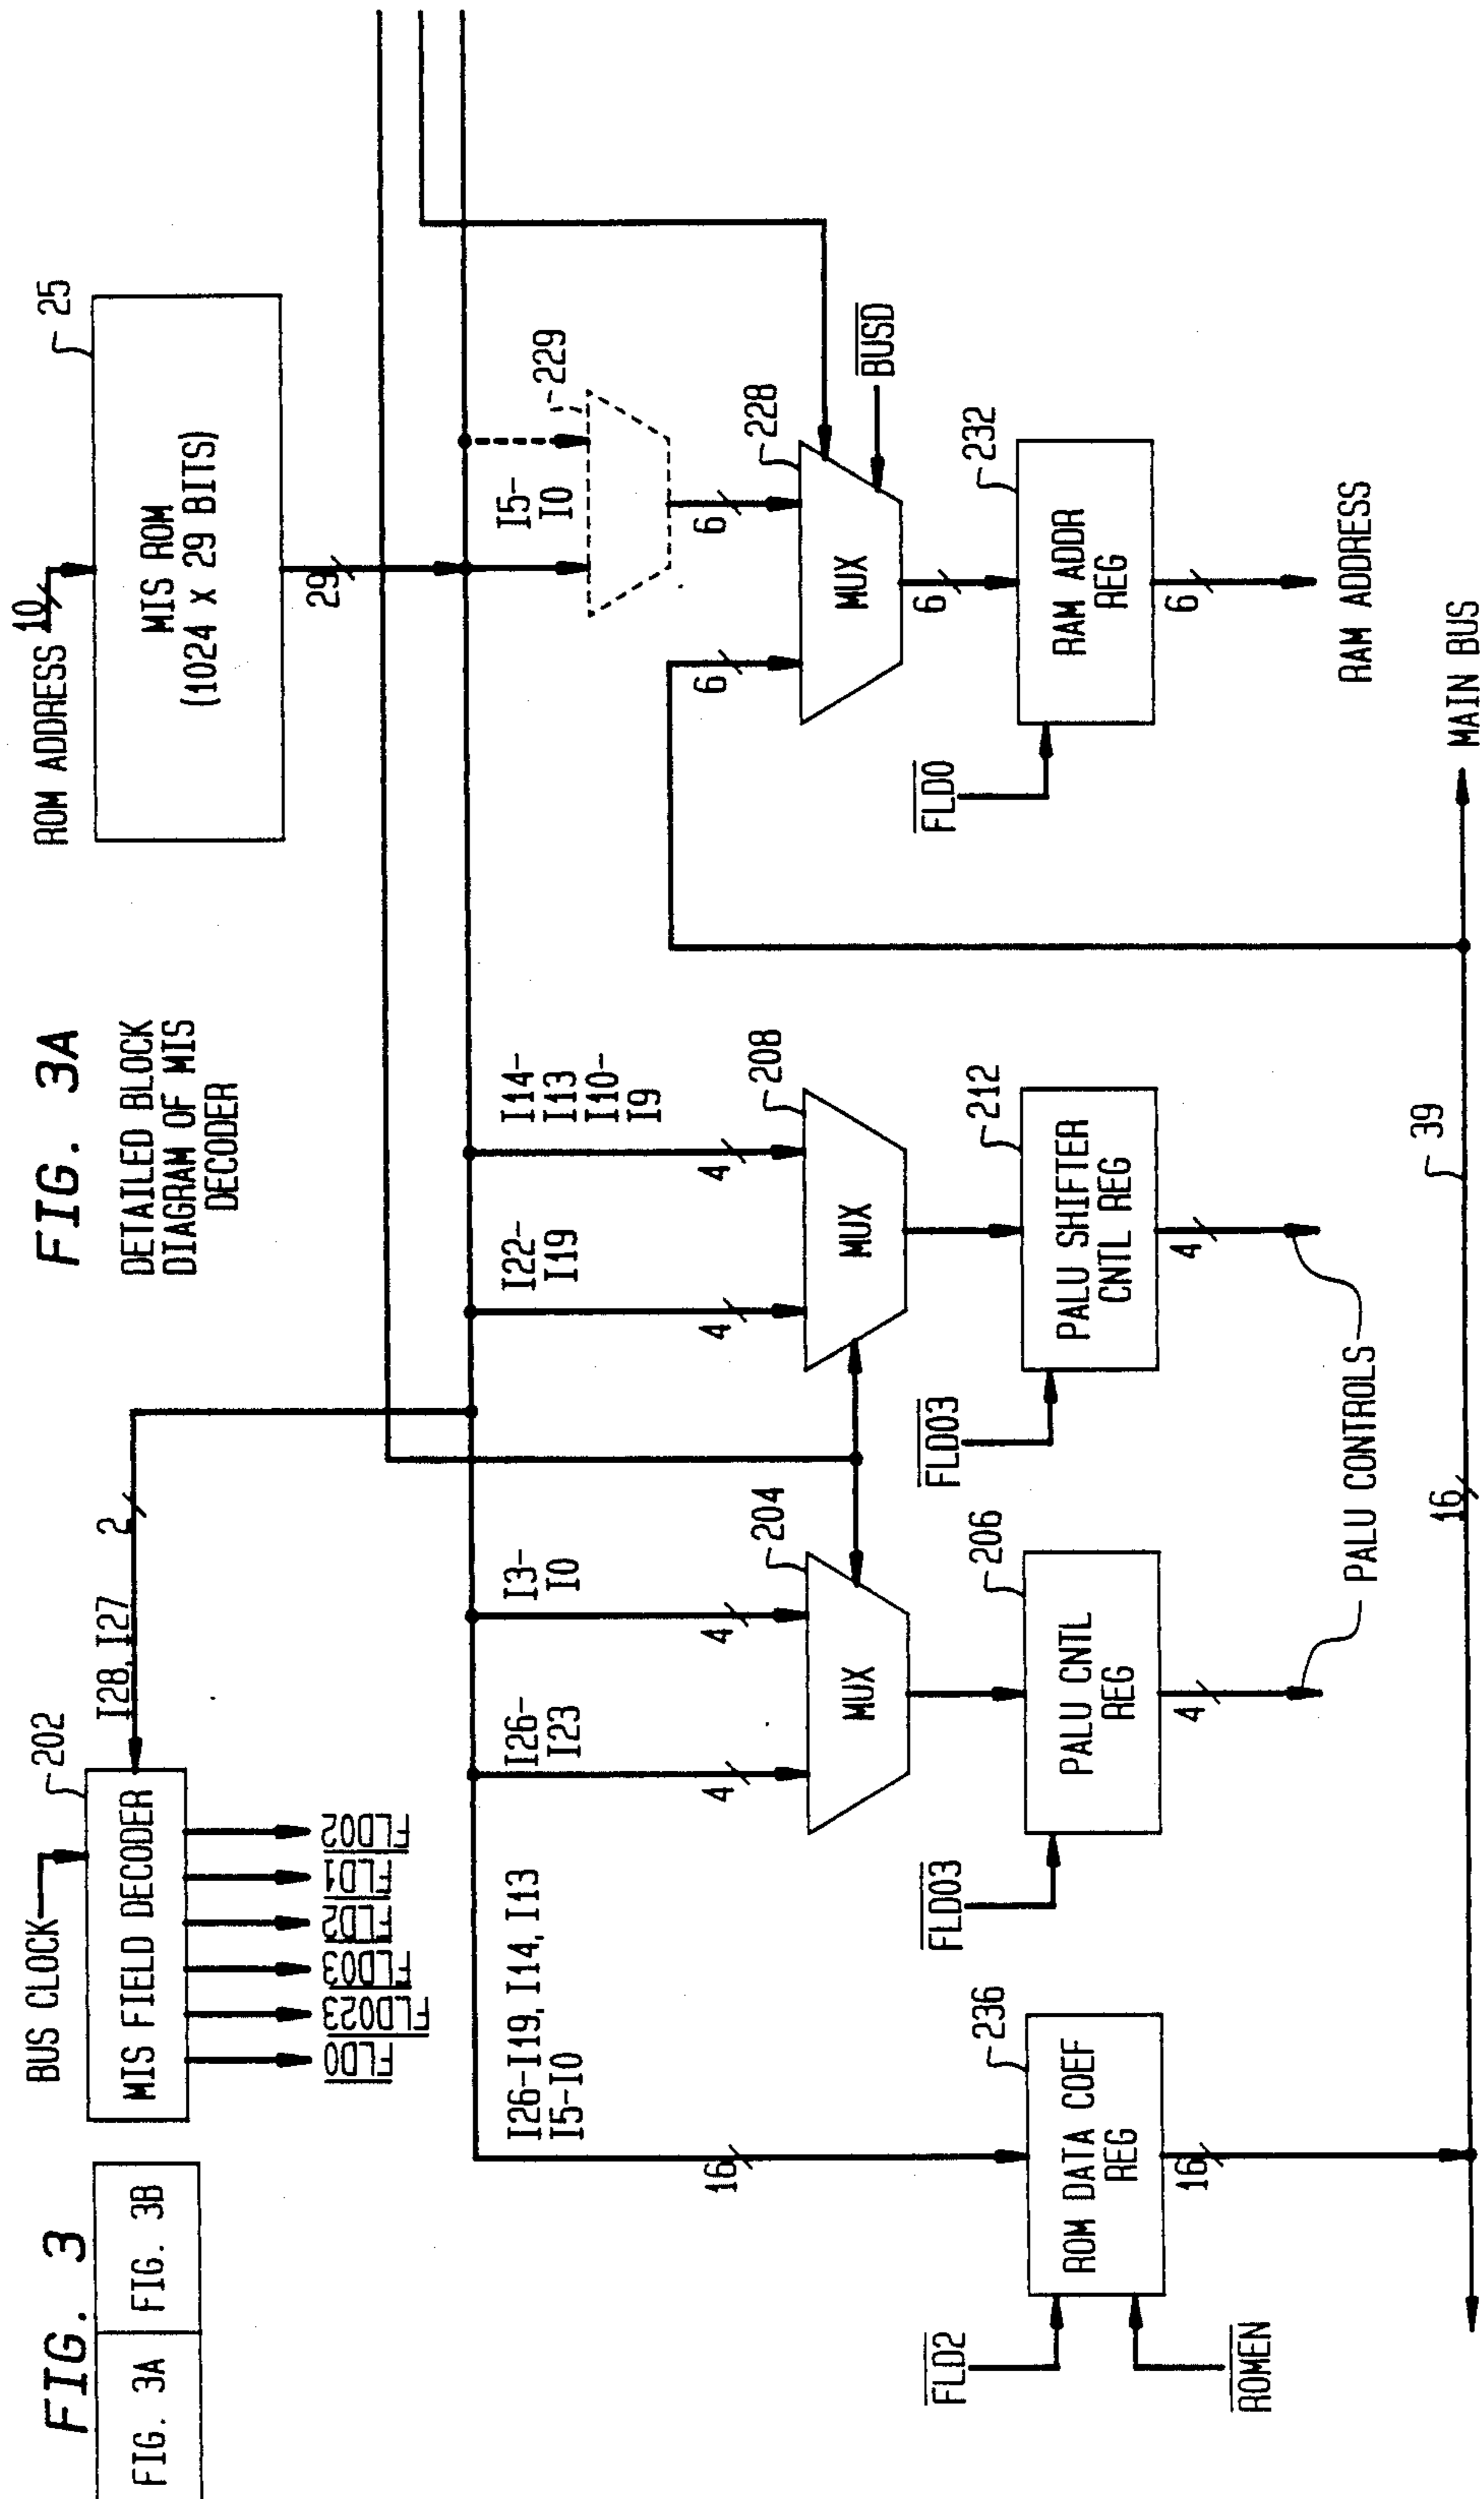 FIG. 3
FIG. 3A
FIG. 3B
FIG. 3A
DETAILED BLOCK
DIAGRAM OF MIS
DECODER
BUS CLOCK
202
MIS FIELD DECODER
I28, I27
2
FLD0
FLD023
FLD03
FLD2
FLD1
FLD02
ROM ADDRESS
10
25
MIS ROM
(1024 X 29 BITS)
29
I26-I19, I14, I13
I5-I0
16
I26-
I23
4
I3-
I0
4
204
MUX
I22-
I19
4
I14-
I13
I10-
I9
4
208
MUX
I5-
I0
229
6
6
228
MUX
BUSD
6
FLD2
236
ROM DATA COEF
REG
ROMEN
16
FLD03
206
PALU CNTL
REG
4
FLD03
212
PALU SHIFTER
CNTL REG
4
PALU CONTROLS
FLD0
232
RAM ADDR
REG
6
RAM ADDRESS
16
39
MAIN BUS